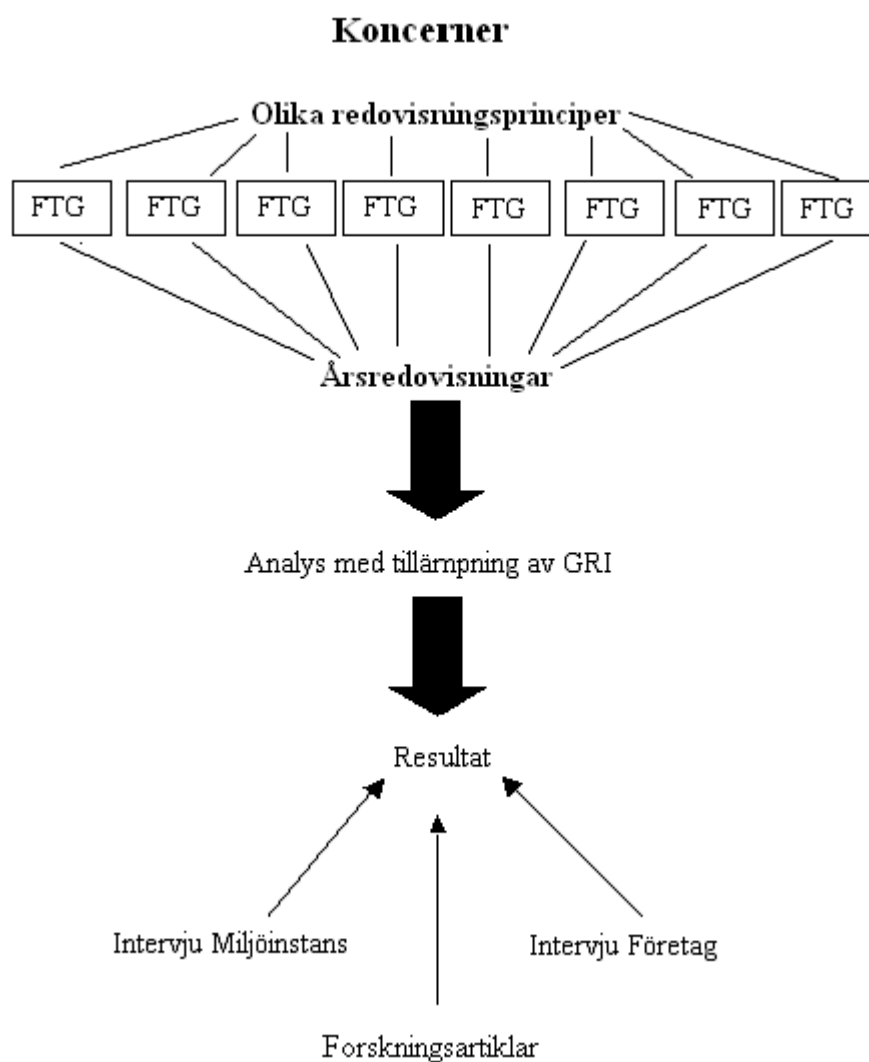 Koncerner
Olika redovisningsprinciper
FTG FTG FTG FTG FTG FTG FTG FTG
Årsredovisningar
Analys med tillämpning av GRI
Resultat
Intervju Miljöinstans Intervju Företag
Forskningsartiklar